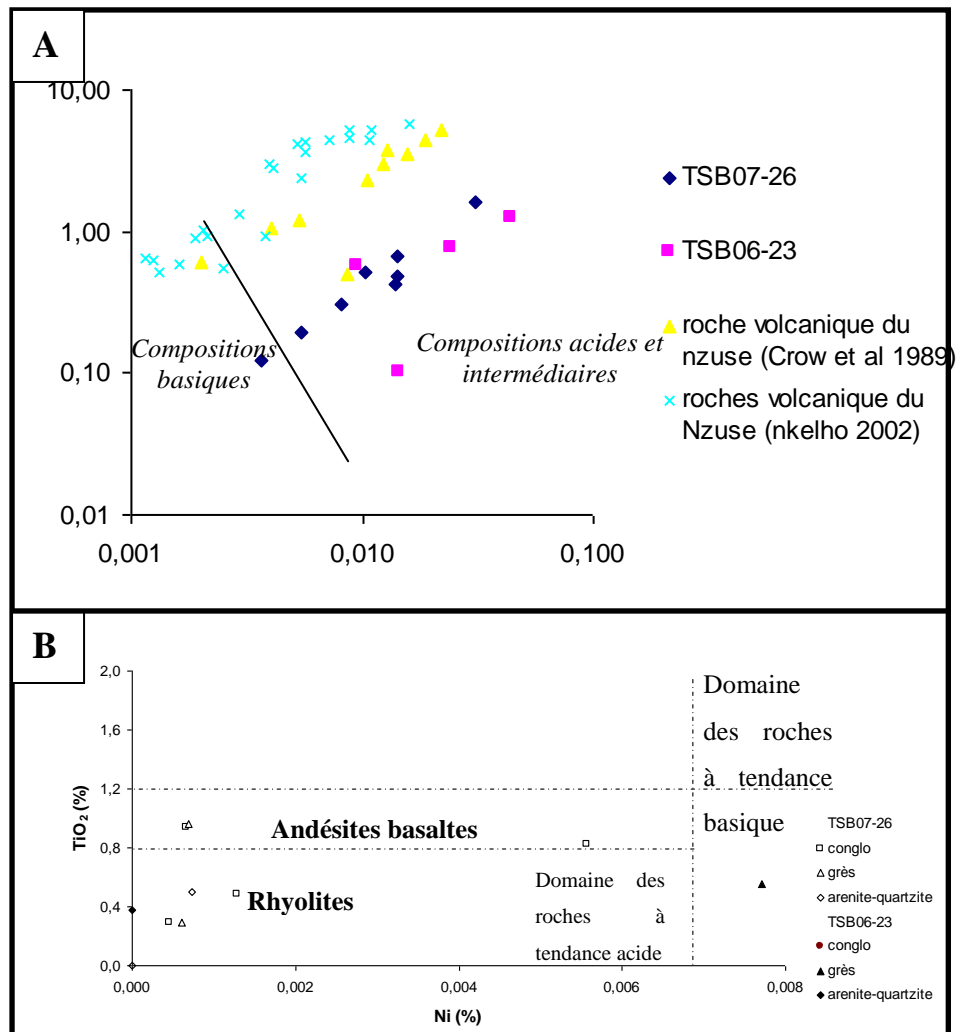 A
10,00
1,00
0,10
0,01
0,001
0,010
0,100
Compositions
basiques
Compositions acides et
intermédiaires
TSB07-26
TSB06-23
roche volcanique du
nzuse (Crow et al 1989)
roches volcanique du
Nzuse (nkelho 2002)
B
TiO₂ (%)
2,0
1,6
1,2
0,8
0,4
0,0
0,000
0,002
0,004
0,006
0,008
Ni (%)
Andésites basaltes
Rhyolites
Domaine des
roches à
tendance acide
Domaine
des roches
à tendance
basique
TSB07-26
conglo
grès
arenite-quartzite
TSB06-23
conglo
grès
arenite-quartzite